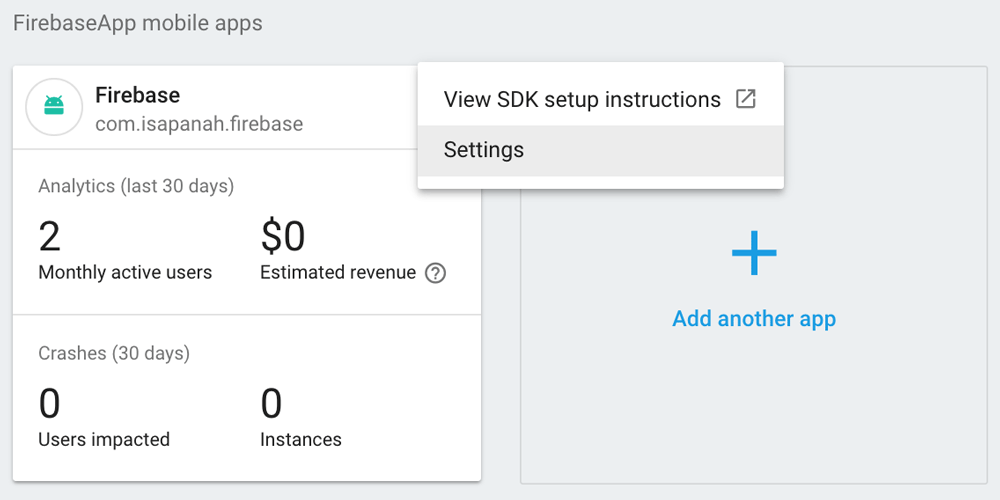 FirebaseApp mobile apps
Firebase
com.isapanah.firebase
View SDK setup instructions
Settings
Analytics (last 30 days)
2 $0
Monthly active users Estimated revenue ?
Crashes (30 days)
0 0
Users impacted Instances
Add another app